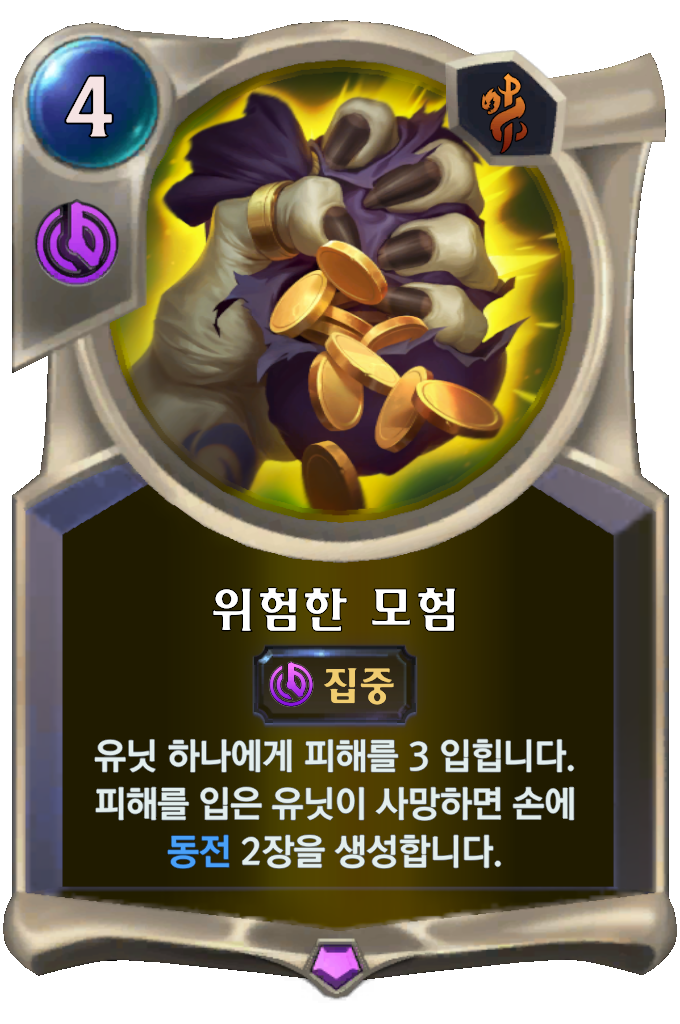 4
위험한 모험
집중
유닛 하나에게 피해를 3 입힙니다.
피해를 입은 유닛이 사망하면 손에
동전 2장을 생성합니다.